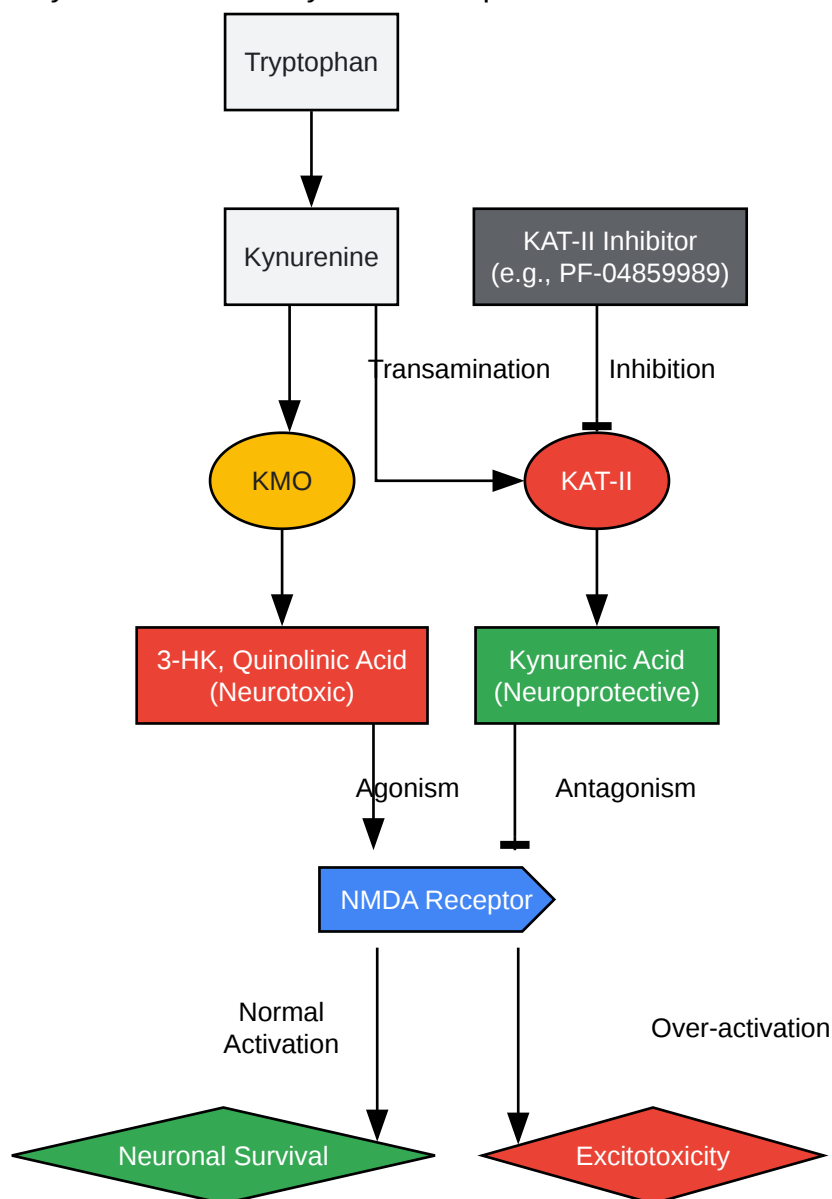 Tryptophan
Kynurenine
KAT-II Inhibitor
(e.g., PF-04859989)
Transamination
Inhibition
KMO
KAT-II
3-HK, Quinolinic Acid
(Neurotoxic)
Kynurenic Acid
(Neuroprotective)
Agonism
Antagonism
NMDA Receptor
Normal
Activation
Over-activation
Neuronal Survival
Excitotoxicity